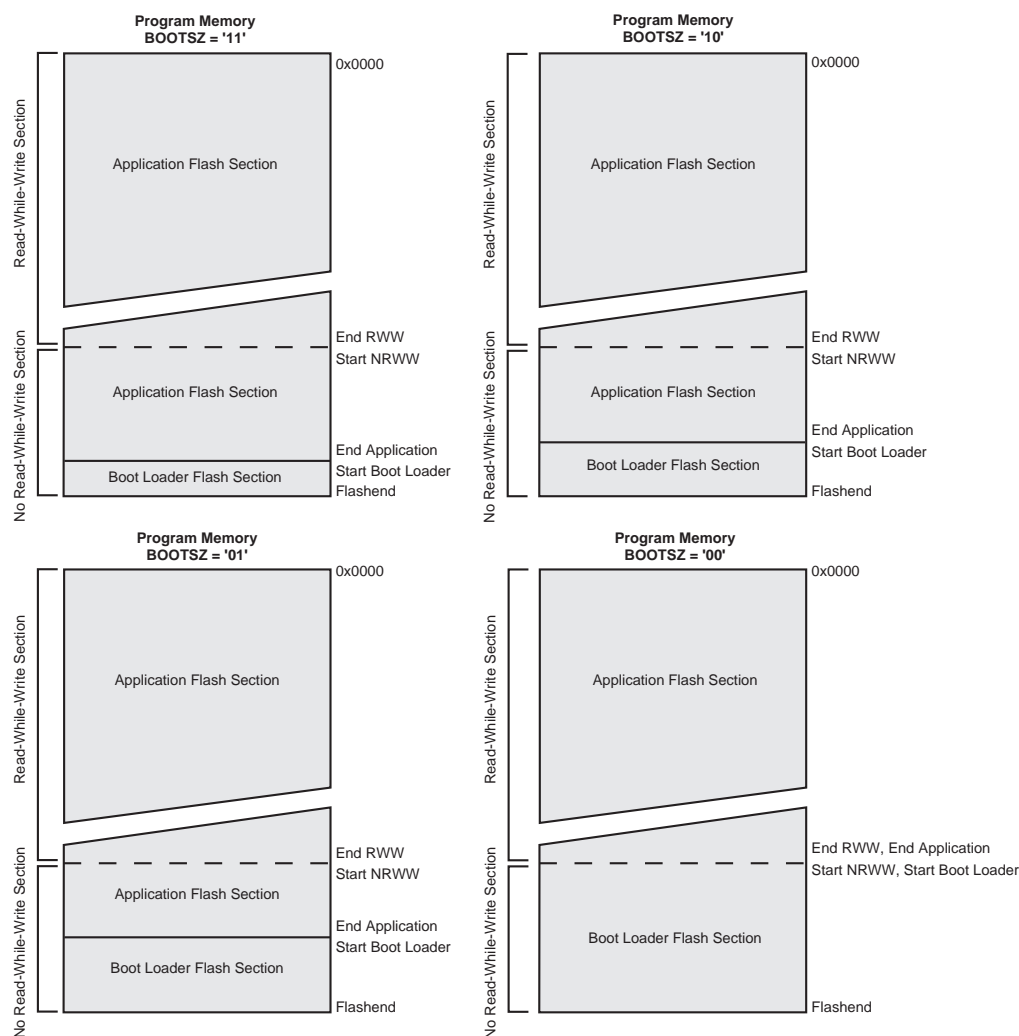 Program Memory
BOOTSZ = '11'
0x0000
Read-While-Write Section
Application Flash Section
End RWW
Start NRWW
No Read-While-Write Section
Application Flash Section
End Application
Start Boot Loader
Boot Loader Flash Section
Flashend
Program Memory
BOOTSZ = '10'
0x0000
Read-While-Write Section
Application Flash Section
End RWW
Start NRWW
No Read-While-Write Section
Application Flash Section
End Application
Start Boot Loader
Boot Loader Flash Section
Flashend
Program Memory
BOOTSZ = '01'
0x0000
Read-While-Write Section
Application Flash Section
End RWW
Start NRWW
No Read-While-Write Section
Application Flash Section
End Application
Start Boot Loader
Boot Loader Flash Section
Flashend
Program Memory
BOOTSZ = '00'
0x0000
Read-While-Write Section
Application Flash Section
End RWW, End Application
Start NRWW, Start Boot Loader
No Read-While-Write Section
Boot Loader Flash Section
Flashend